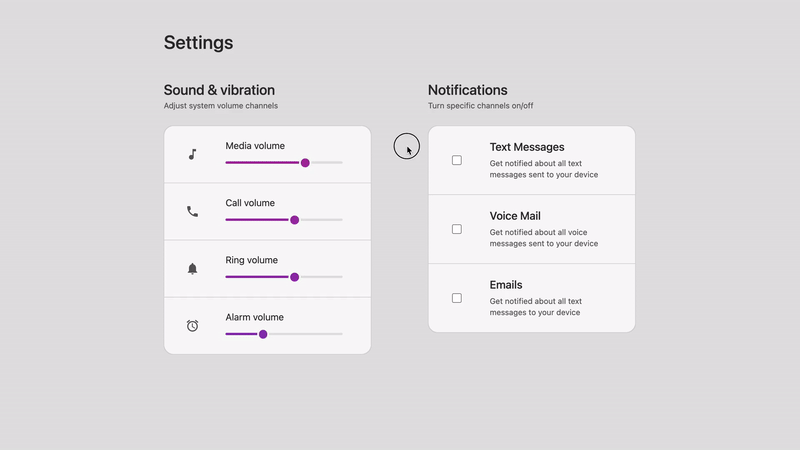 Settings
Sound & vibration
Adjust system volume channels
Media volume
Call volume
Ring volume
Alarm volume
Notifications
Turn specific channels on/off
Text Messages
Get notified about all text
messages sent to your device
Voice Mail
Get notified about all voice
messages sent to your device
Emails
Get notified about all text
messages to your device